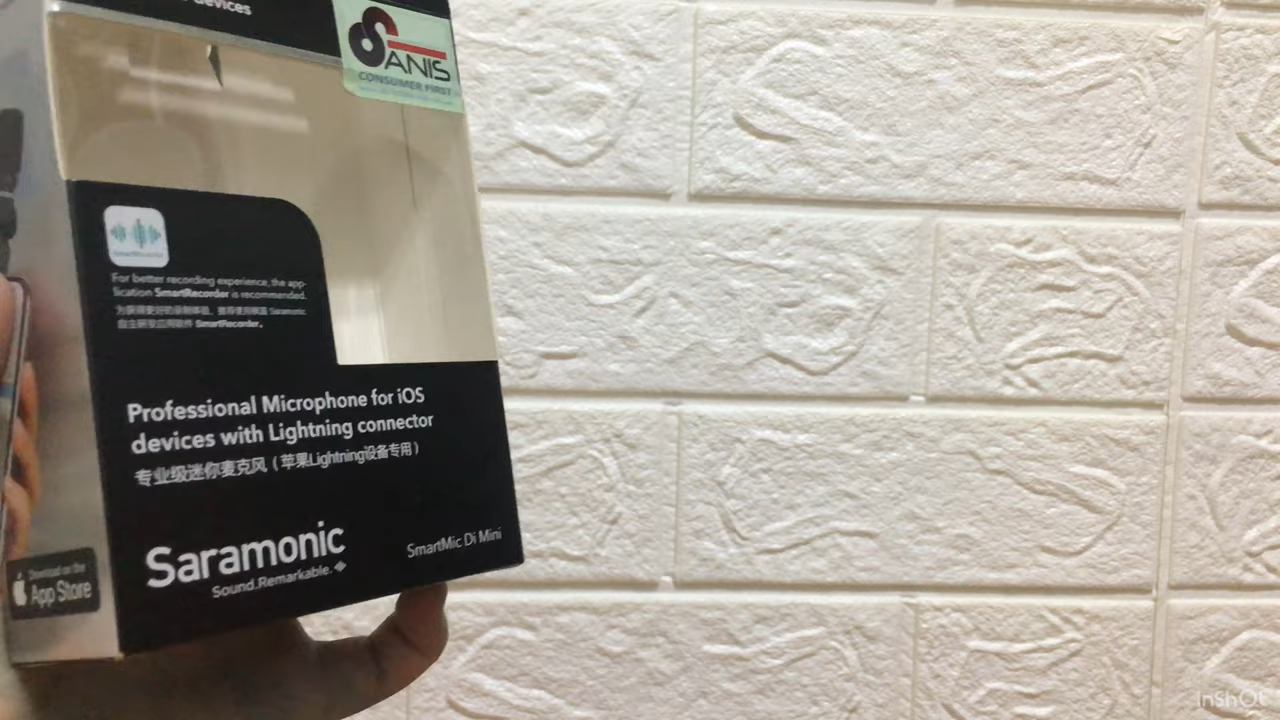 devices
SANIS
CONSUMER FIRST
For better recording experience, the app-
lication SmartRecorder is recommended.
为获得更好的录制体验，推荐使用枫笛 Saramonic
自主研发应用软件 SmartRecorder。
Professional Microphone for iOS
devices with Lightning connector
专业级迷你麦克风（苹果Lightning设备专用）
Saramonic
Sound.Remarkable.
SmartMic Di Mini
Download on the
App Store
InShOt